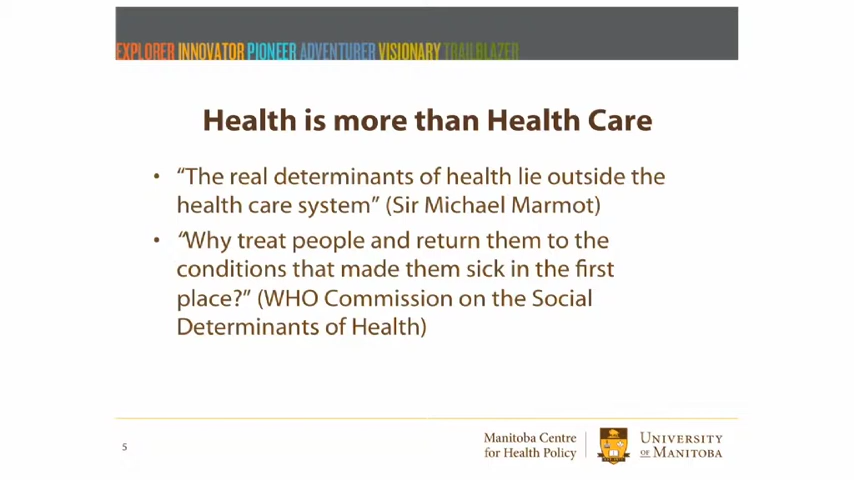 EXPLORER INNOVATOR PIONEER ADVENTURER VISIONARY TRAILBLAZER
Health is more than Health Care
• “The real determinants of health lie outside the
health care system” (Sir Michael Marmot)
• “Why treat people and return them to the
conditions that made them sick in the first
place?” (WHO Commission on the Social
Determinants of Health)
5
Manitoba Centre
for Health Policy
UNIVERSITY
OF MANITOBA